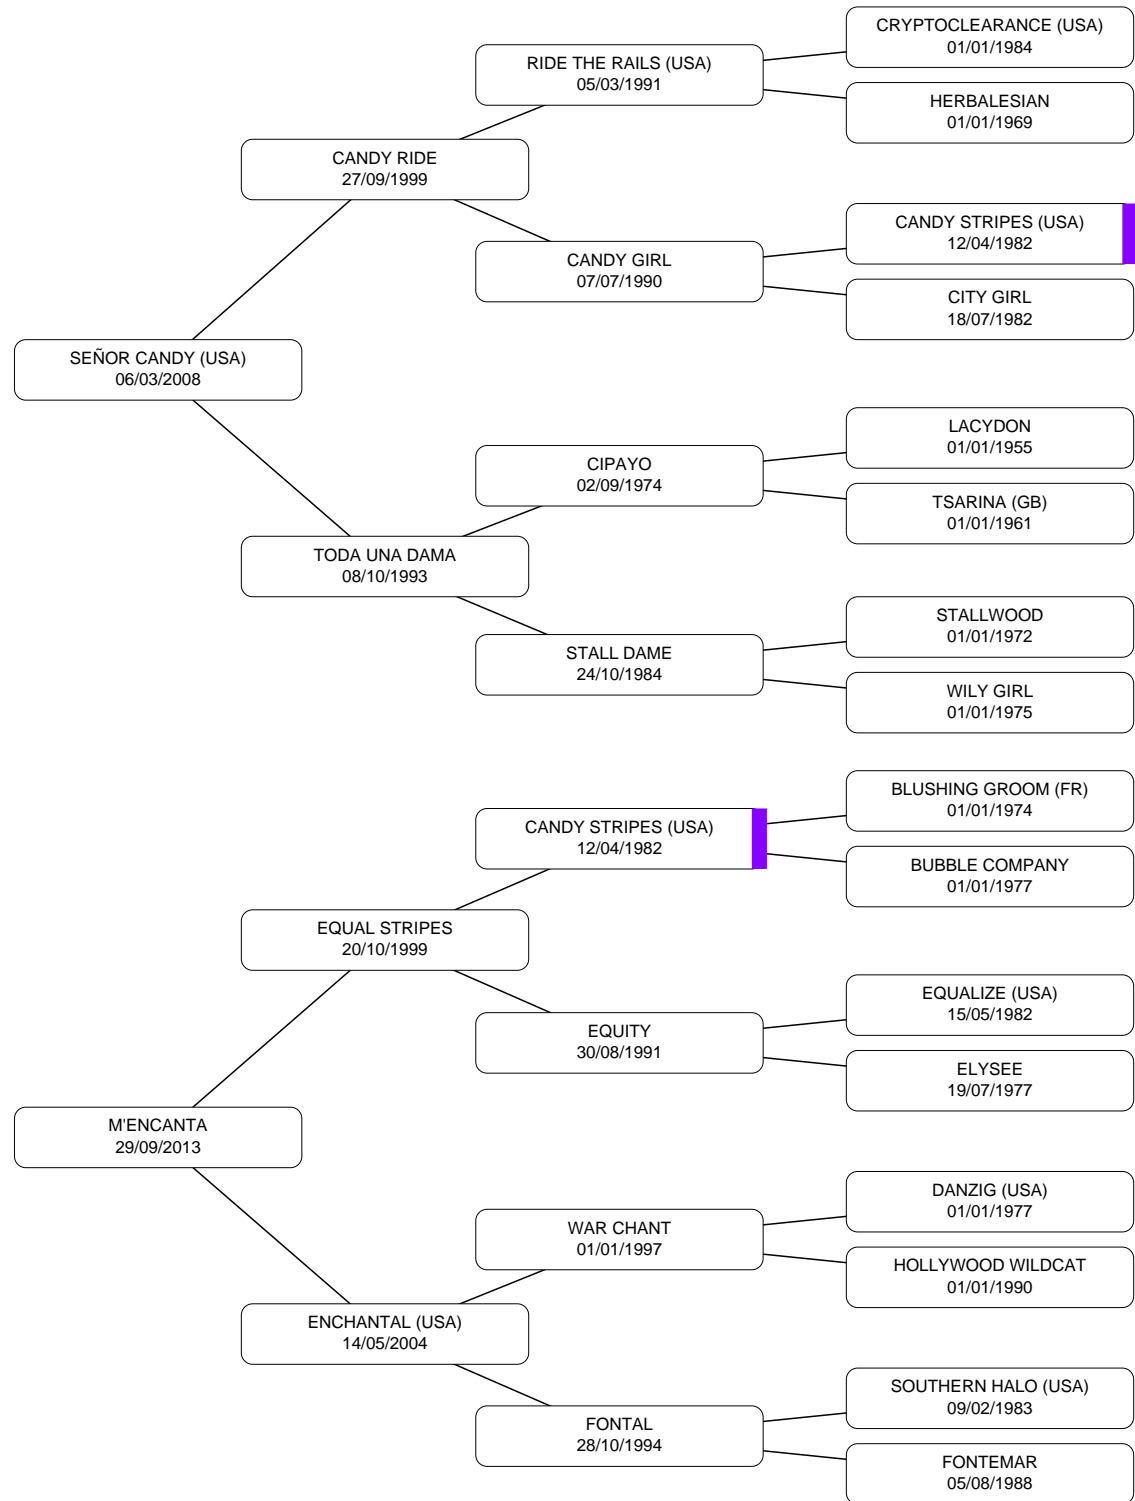 CRYPTOCLEARANCE (USA)
01/01/1984
RIDE THE RAILS (USA)
05/03/1991
HERBALESIAN
01/01/1969
CANDY RIDE
27/09/1999
CANDY STRIPES (USA)
12/04/1982
CANDY GIRL
07/07/1990
CITY GIRL
18/07/1982
SEÑOR CANDY (USA)
06/03/2008
LACYDON
01/01/1955
CIPAYO
02/09/1974
TSARINA (GB)
01/01/1961
TODA UNA DAMA
08/10/1993
STALLWOOD
01/01/1972
STALL DAME
24/10/1984
WILY GIRL
01/01/1975
BLUSHING GROOM (FR)
01/01/1974
CANDY STRIPES (USA)
12/04/1982
BUBBLE COMPANY
01/01/1977
EQUAL STRIPES
20/10/1999
EQUALIZE (USA)
15/05/1982
EQUITY
30/08/1991
ELYSEE
19/07/1977
M'ENCANTA
29/09/2013
DANZIG (USA)
01/01/1977
WAR CHANT
01/01/1997
HOLLYWOOD WILDCAT
01/01/1990
ENCHANTAL (USA)
14/05/2004
SOUTHERN HALO (USA)
09/02/1983
FONTAL
28/10/1994
FONTEMAR
05/08/1988